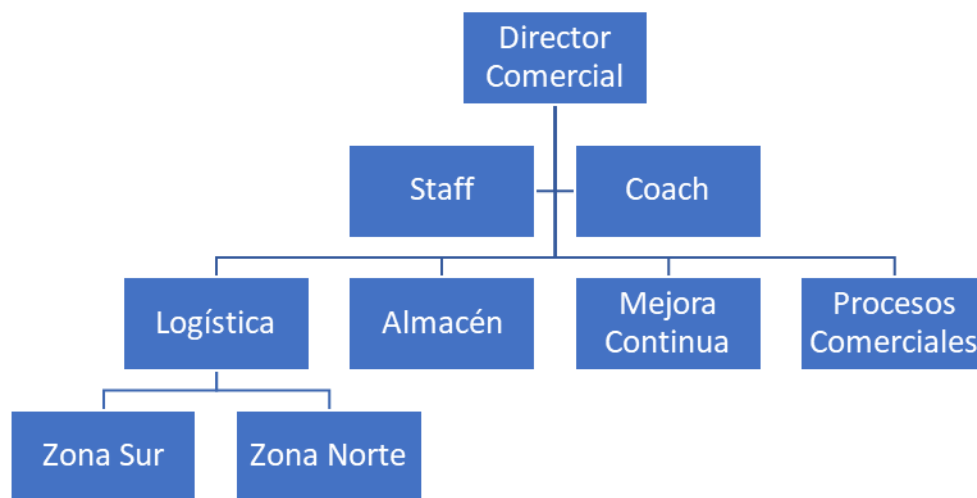 Director
Comercial
Staff
Coach
Logística
Almacén
Mejora
Continua
Procesos
Comerciales
Zona Sur
Zona Norte